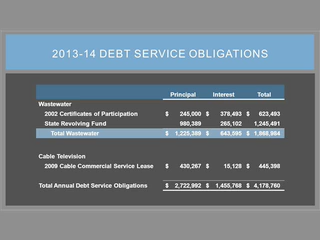 2013-14 DEBT SERVICE OBLIGATIONS
Principal Interest Total
Wastewater
2002 Certificates of Participation $ 245,000 $ 378,493 $ 623,493
State Revolving Fund 980,389 265,102 1,245,491
Total Wastewater $ 1,225,389 $ 643,595 $ 1,868,984
Cable Television
2009 Cable Commercial Service Lease $ 430,267 $ 15,128 $ 445,398
Total Annual Debt Service Obligations $ 2,722,992 $ 1,455,768 $ 4,178,760